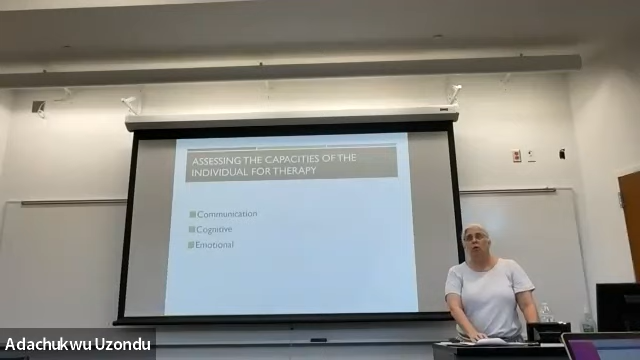 ASSESSING THE CAPACITIES OF THE
INDIVIDUAL FOR THERAPY
Communication
Cognitive
Emotional
Adachukwu Uzondu